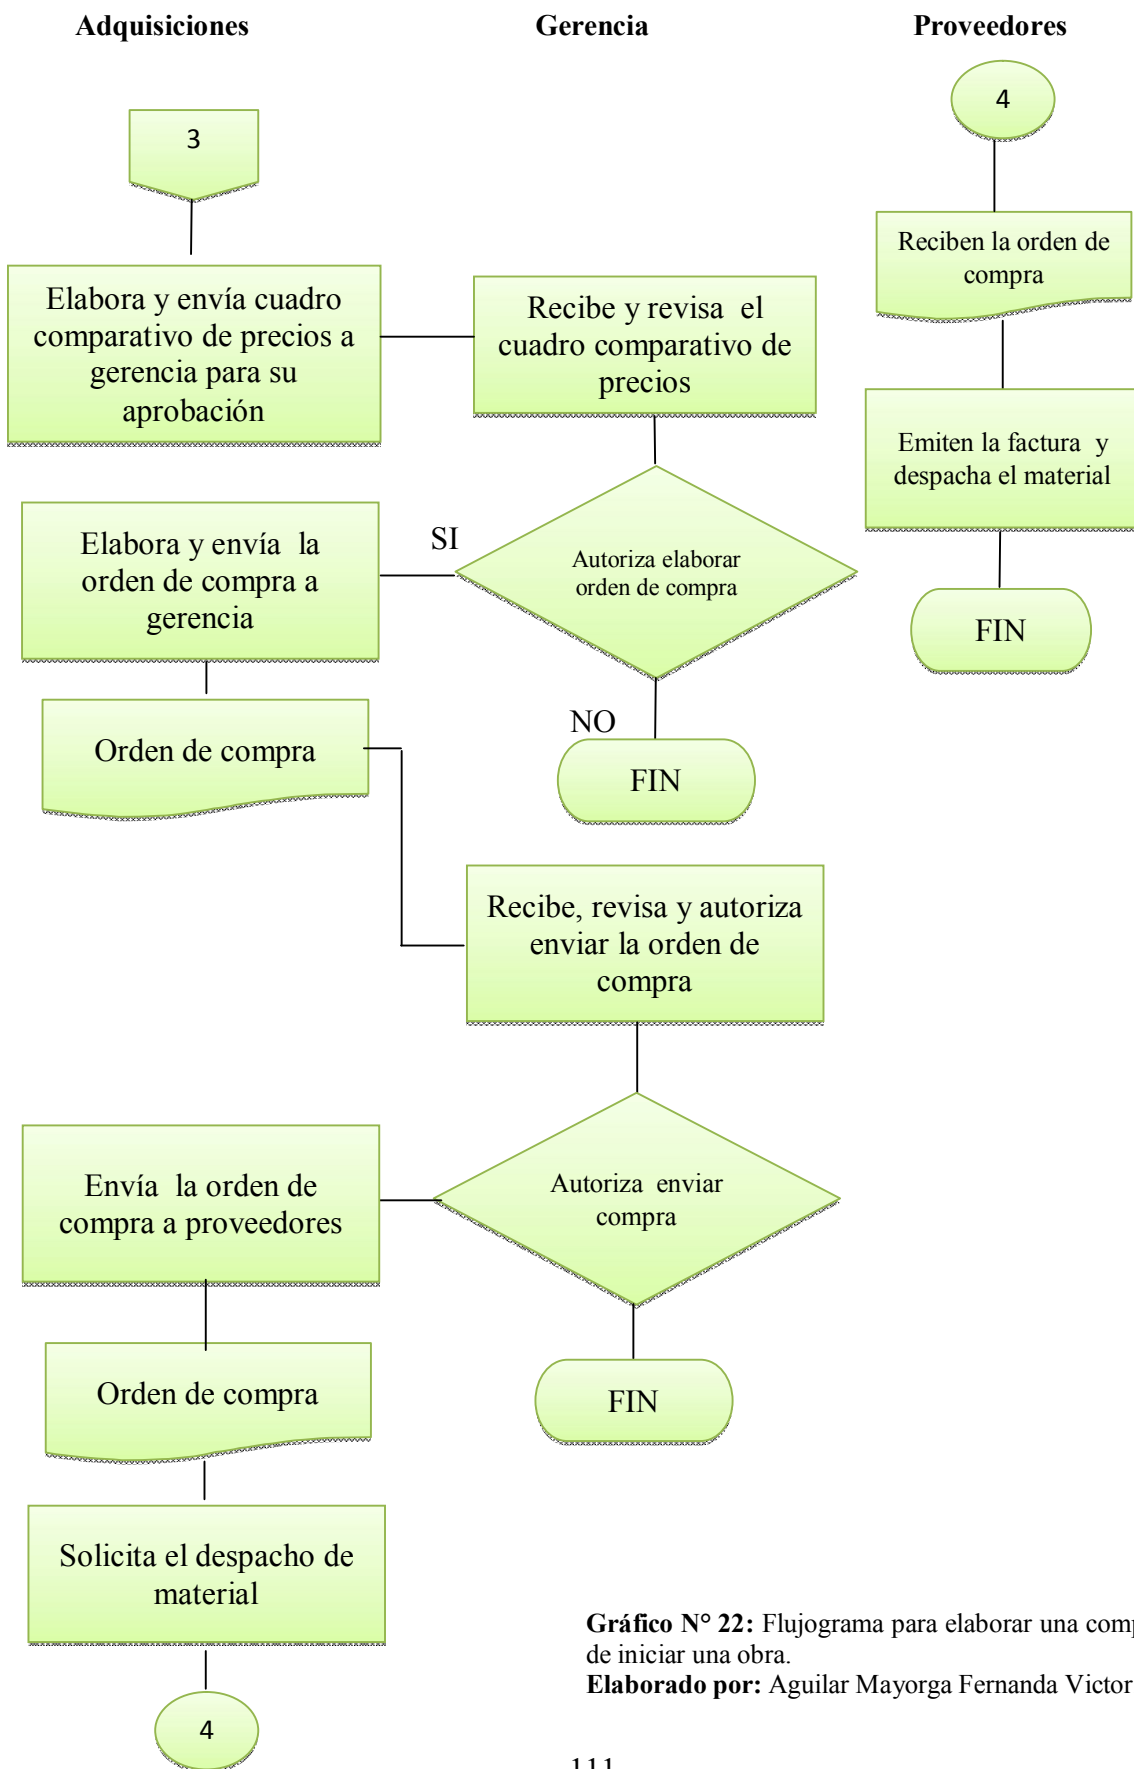 Adquisiciones
Gerencia
Proveedores
3
4
Reciben la orden de
compra
Elabora y envía cuadro
comparativo de precios a
gerencia para su
aprobación
Recibe y revisa el
cuadro comparativo de
precios
Emiten la factura y
despacha el material
Elabora y envía la
orden de compra a
gerencia
SI
Autoriza elaborar
orden de compra
FIN
Orden de compra
NO
FIN
Recibe, revisa y autoriza
enviar la orden de
compra
Envía la orden de
compra a proveedores
Autoriza enviar
compra
Orden de compra
FIN
Solicita el despacho de
material
4
Gráfico N° 22: Flujograma para elaborar una
de iniciar una obra.
Elaborado por: Aguilar Mayorga Fernanda
111